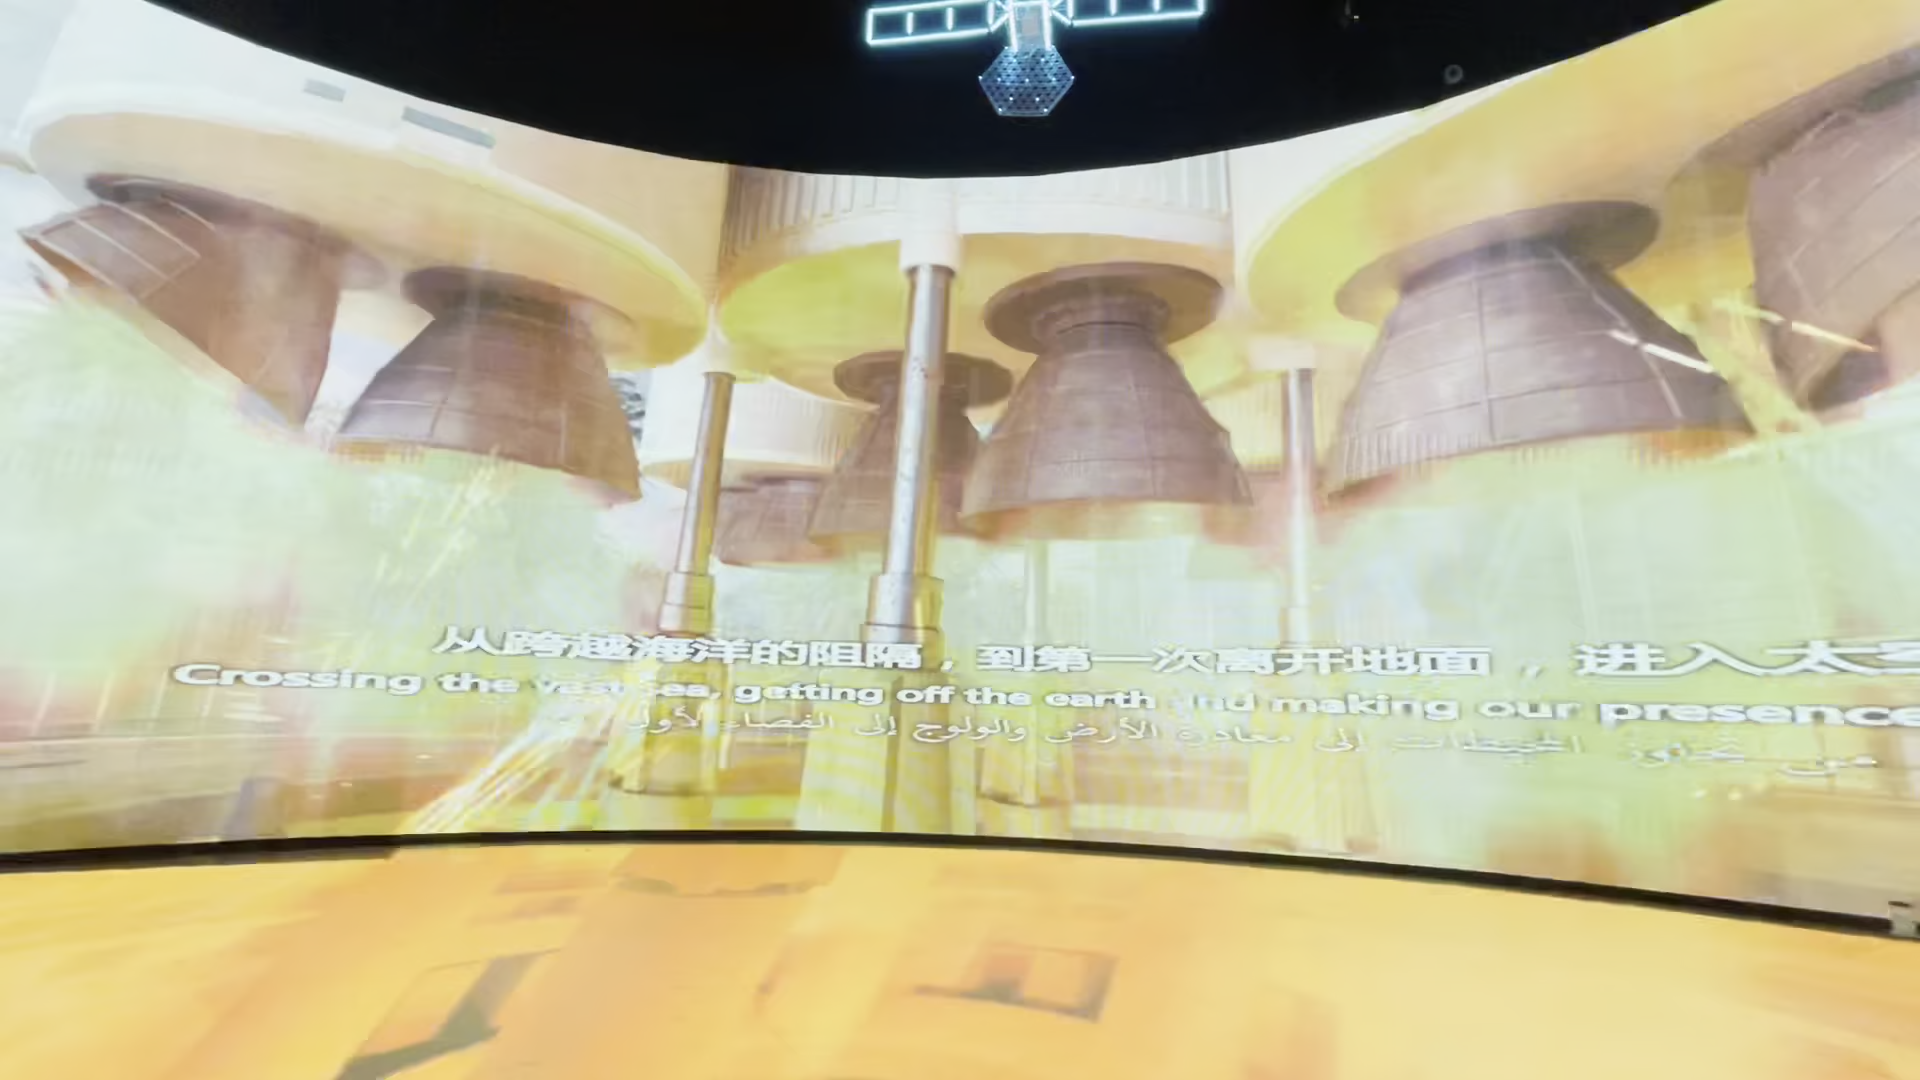 从跨越海洋的阻隔，到第一次离开地面，进入太空
Crossing the vast sea, getting off the earth and making our presence
من تجاوز المحيطات إلى مغادرة الأرض والولوج إلى الفضاء لأول